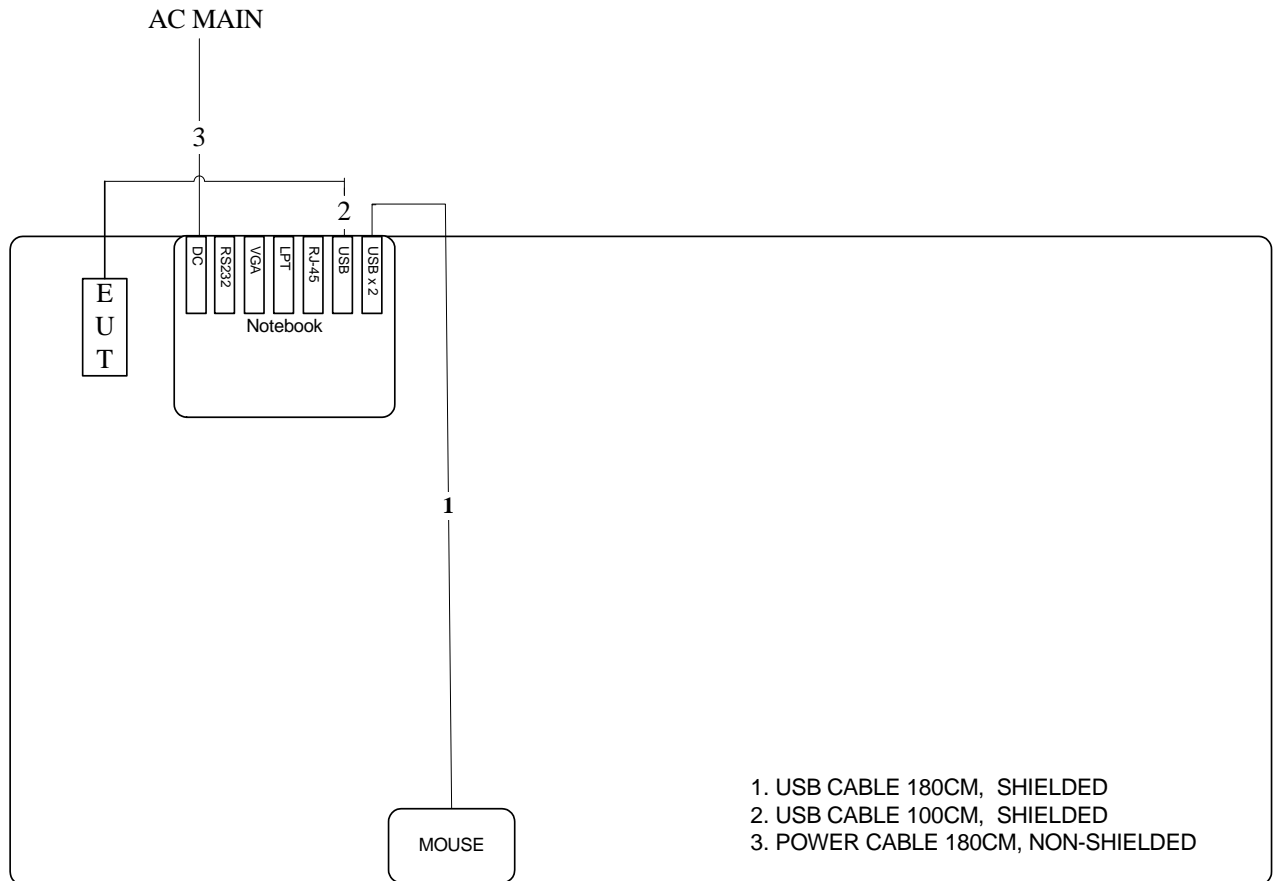 AC MAIN
3
2
DC
RS232
VGA
LPT
RJ-45
USB
USB x 2
E
U
T
Notebook
1
1. USB CABLE 180CM, SHIELDED
2. USB CABLE 100CM, SHIELDED
3. POWER CABLE 180CM, NON-SHIELDED
MOUSE